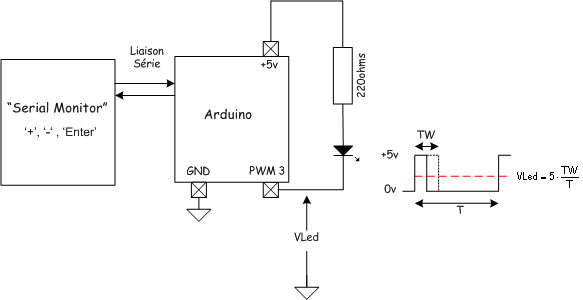 Liaison
Série
+5v
220ohms
"Serial Monitor"
'+', '-' , 'Enter'
Arduino
GND
PWM 3
VLed
TW
+5v
0v
T
VLed = 5 · TW/T